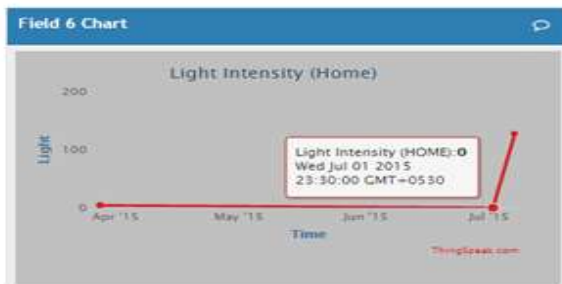 Field 6 Chart
Light Intensity (Home)
200
100
0
Light
Light Intensity (HOME):0
Wed Jul 01 2015
23:30:00 GMT+0530
Apr '15
May '15
Jun '15
Jul '15
Time
ThingSpeak.com